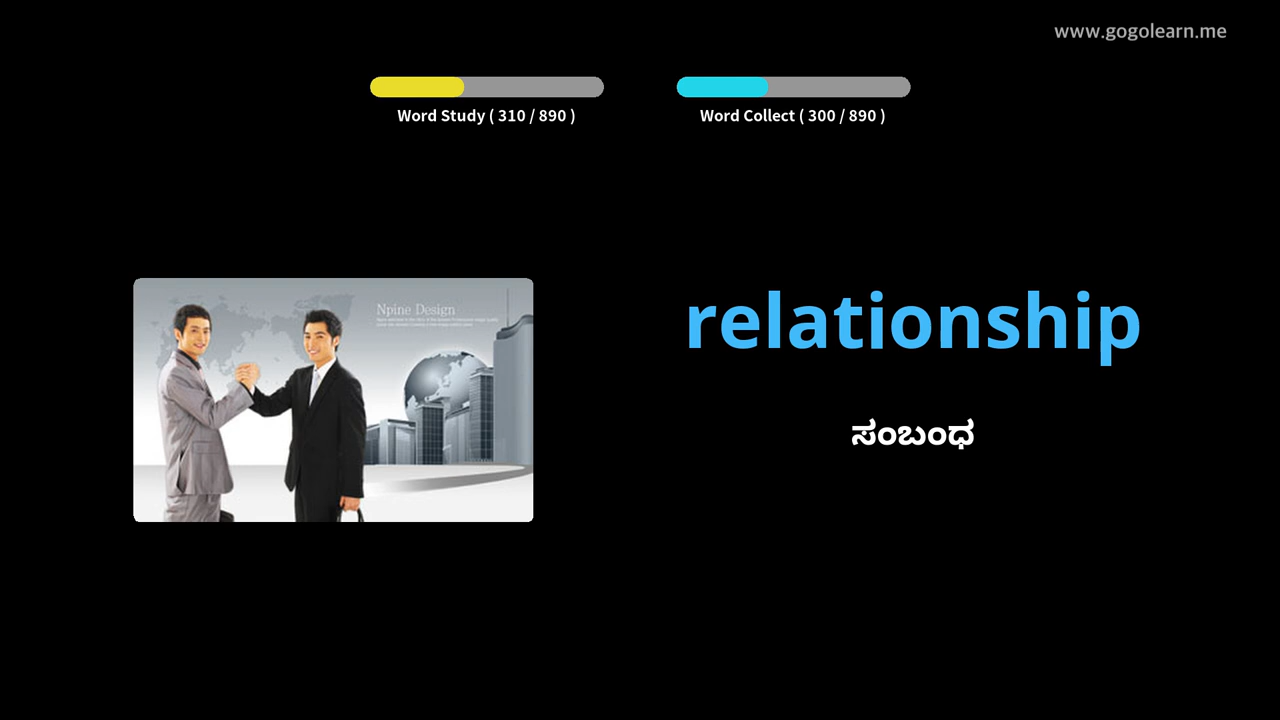 www.gogolearn.me
Word Study ( 310 / 890 )
Word Collect ( 300 / 890 )
Npine Design
relationship
ಸಂಬಂಧ